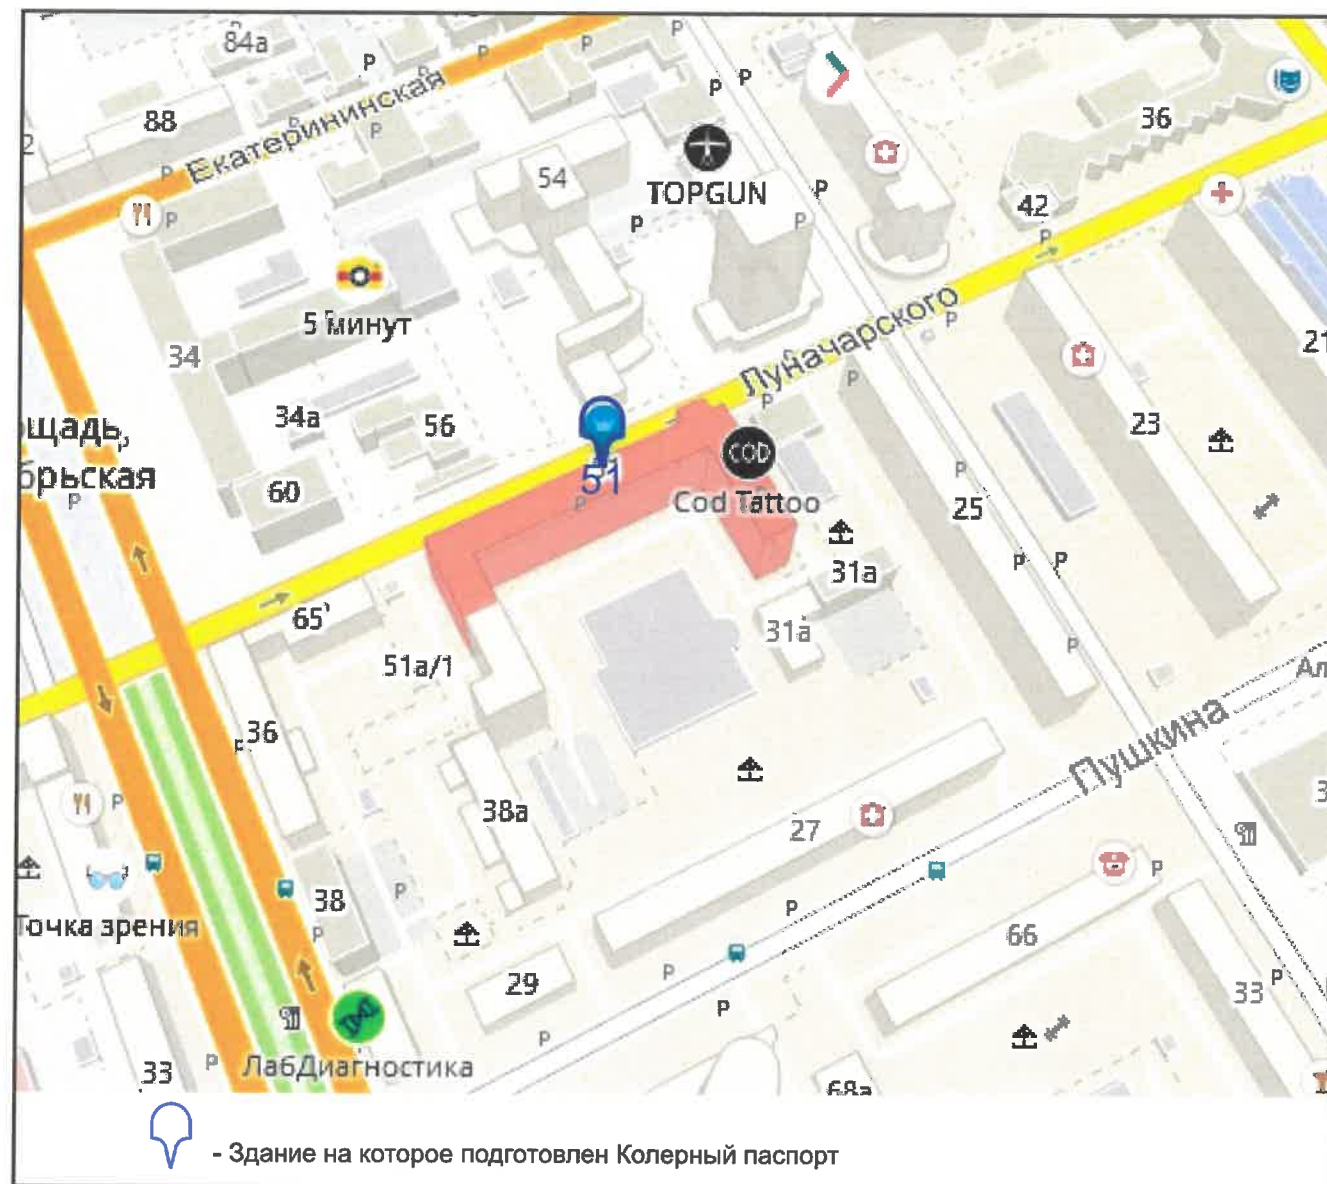 84а
P
88
Екатерининская
54
TOPGUN
36
42
5 минут
34
34а
56
60
щадь,
брьская
Луначарского
51
COD
Cod Tattoo
21
23
25
31а
31а
65
51а/1
36
38а
27
Пушкина
Ал
38
очка зрения
29
66
33
33
ЛабДиагностика
68а
- Здание на которое подготовлен Колерный паспорт